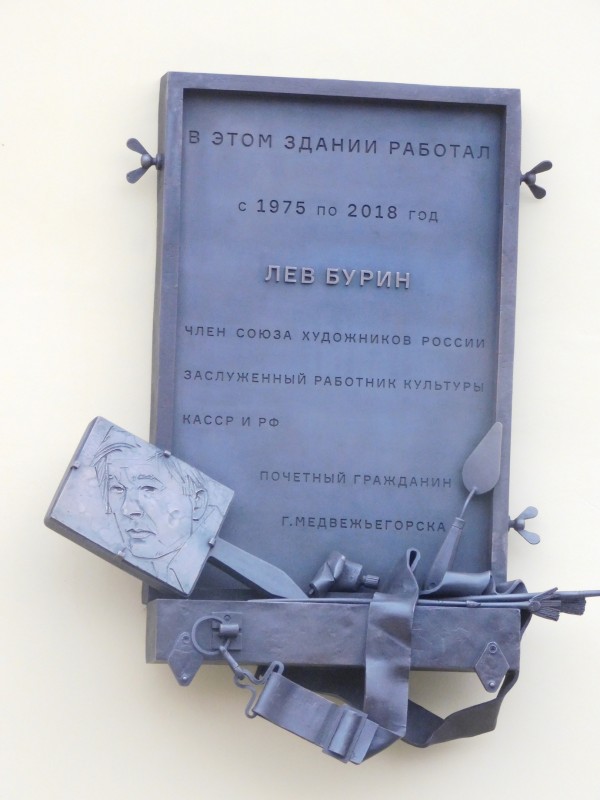 В ЭТОМ ЗДАНИИ РАБОТАЛ
с 1975 по 2018 год
ЛЕВ БУРИН
ЧЛЕН СОЮЗА ХУДОЖНИКОВ РОССИИ
ЗАСЛУЖЕННЫЙ РАБОТНИК КУЛЬТУРЫ
КАССР И РФ
ПОЧЕТНЫЙ ГРАЖДАНИН
Г.МЕДВЕЖЬЕГОРСКА